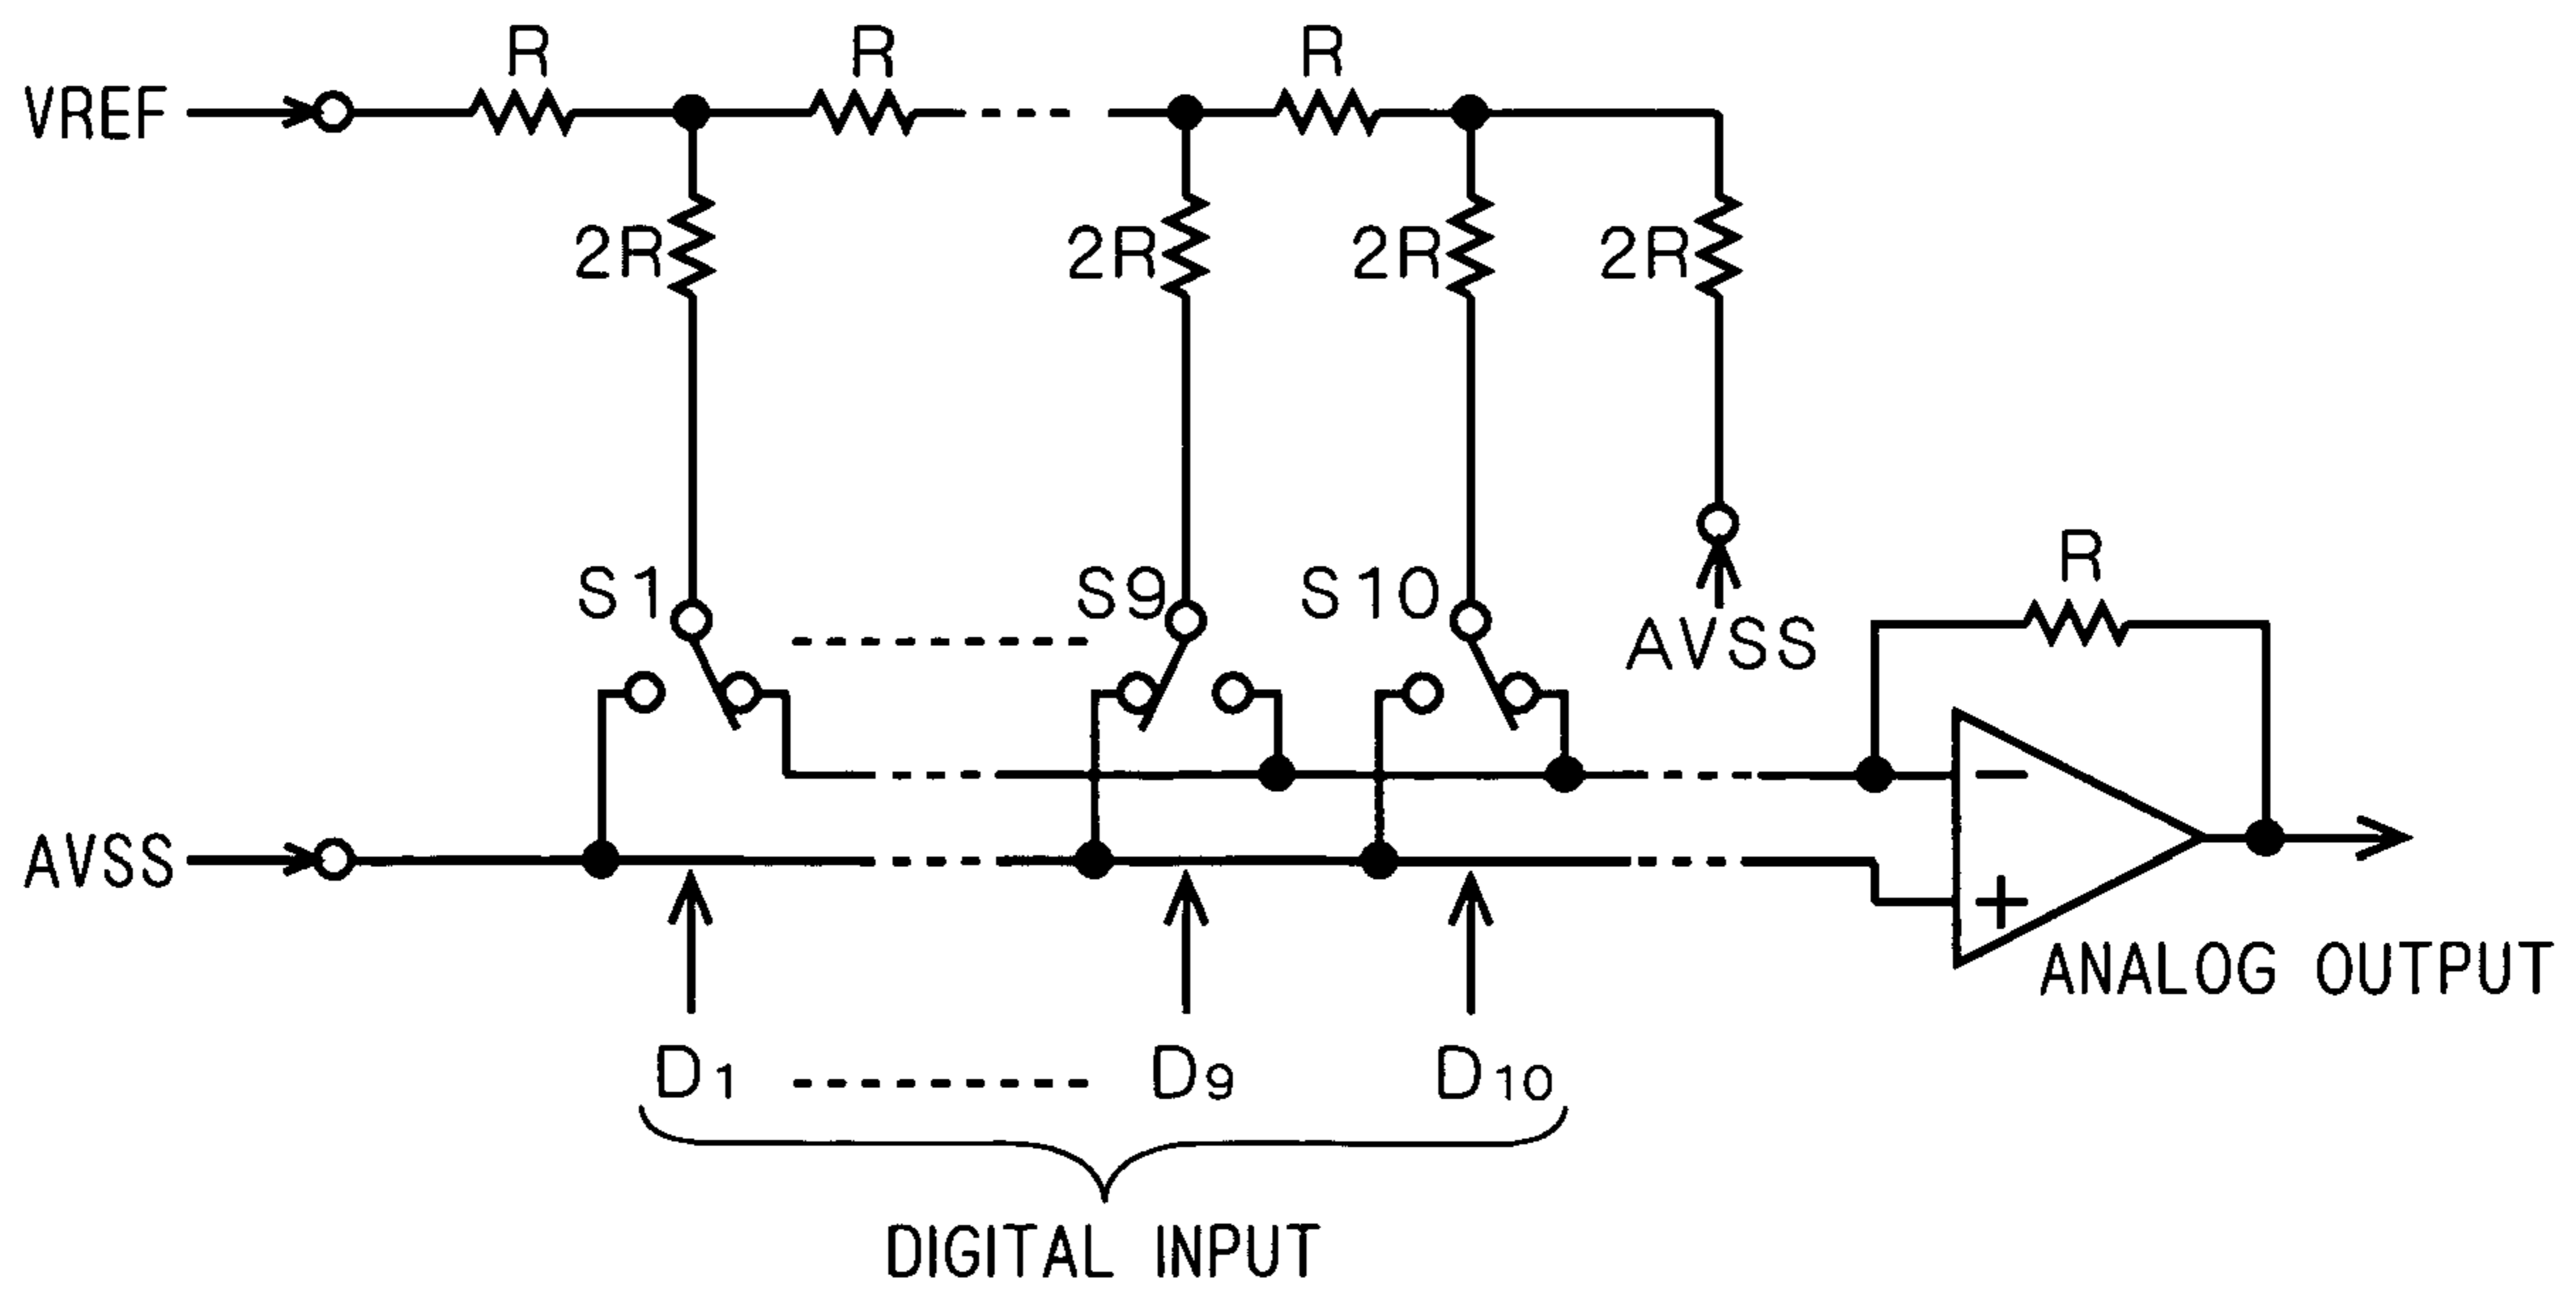 R R R
VREF
2R 2R 2R 2R
S1 S9 S10
AVSS
R
AVSS
− +
ANALOG OUTPUT
D1 D9 D10
DIGITAL INPUT